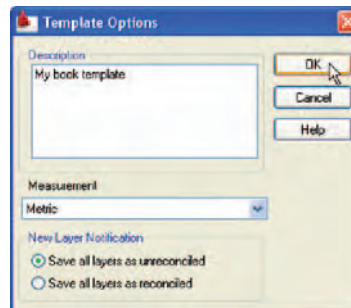 Template Options
Description
My book template
OK
Cancel
Help
Measurement
Metric
New Layer Notification
Save all layers as unreconciled
Save all layers as reconciled